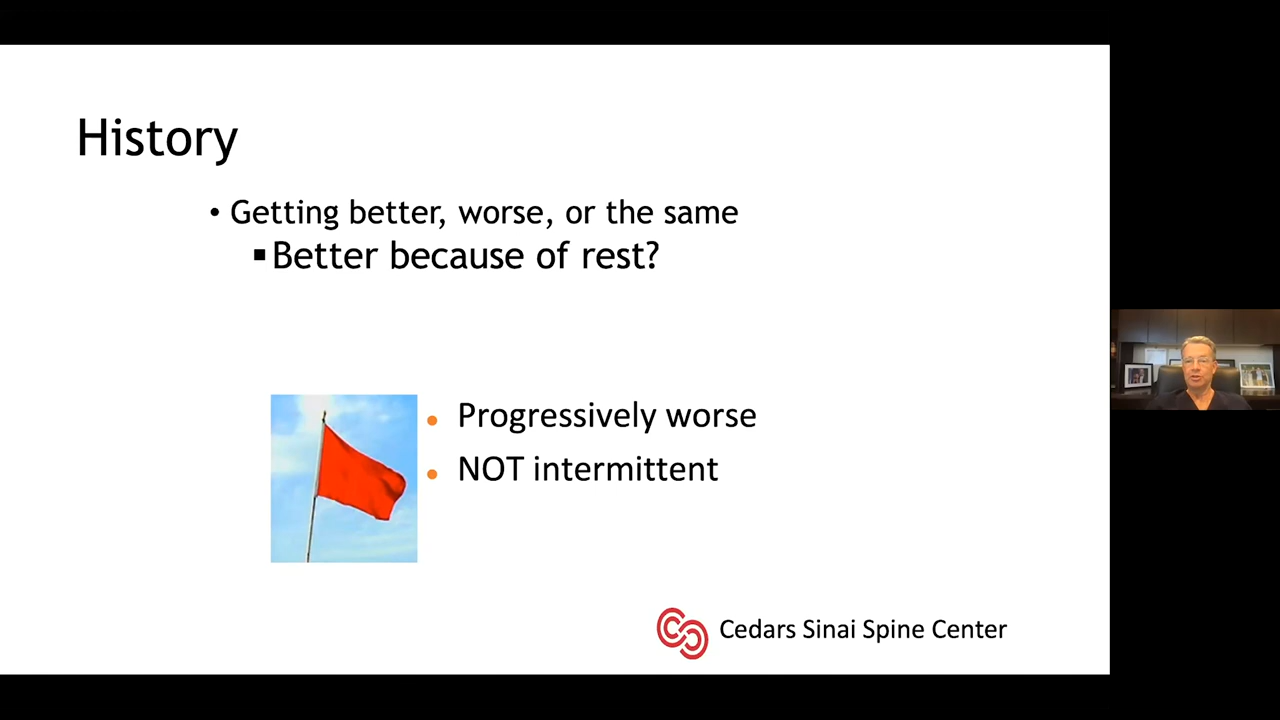 History
• Getting better, worse, or the same
▪ Better because of rest?
• Progressively worse
• NOT intermittent
Cedars Sinai Spine Center